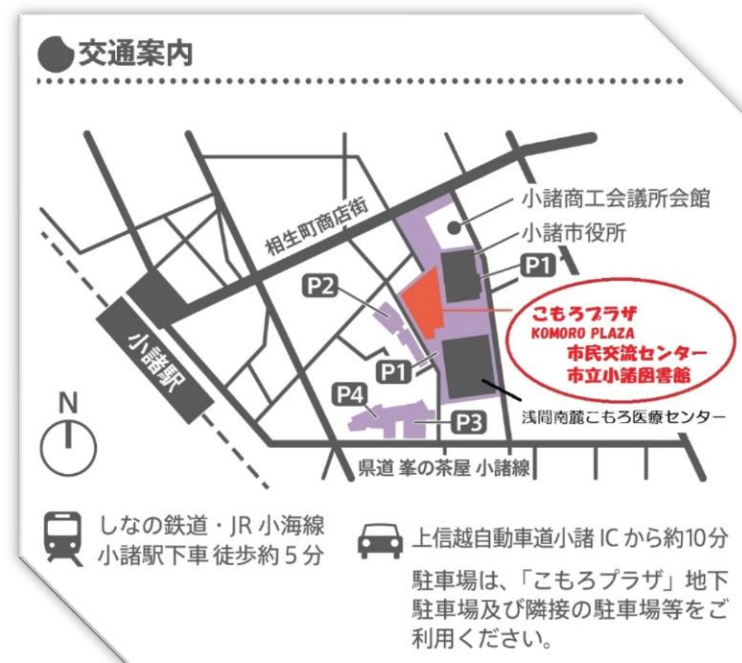 交通案内
小諸商工会議所会館
相生町商店街
小諸市役所
P1
P2
こもろプラザ
KOMORO PLAZA
市民交流センター
市立小諸図書館
小諸駅
P1
P4
P3
浅間南麓こもろ医療センター
N
県道 峯の茶屋 小諸線
しなの鉄道・JR 小海線
小諸駅下車 徒歩約 5 分
上信越自動車道小諸 IC から約10分
駐車場は、「こもろプラザ」地下
駐車場及び隣接の駐車場等をご
利用ください。